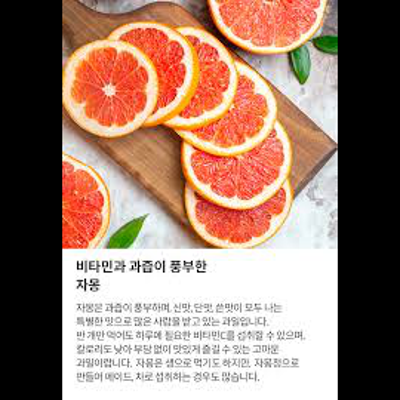 비타민과 과즙이 풍부한
자몽
자몽은 과즙이 풍부하며, 신맛, 단맛, 쓴맛이 모두 나는
특별한 맛으로 많은 사람을 받고 있는 과일입니다.
반 개만 먹어도 하루에 필요한 비타민C를 섭취할 수 있으며,
칼로리도 낮아 부담 없이 맛있게 즐길 수 있는 고마운
과일이랍니다. 자몽은 생으로 먹기도 하지만, 자몽청으로
만들어 에이드, 차로 섭취하는 경우도 많습니다.